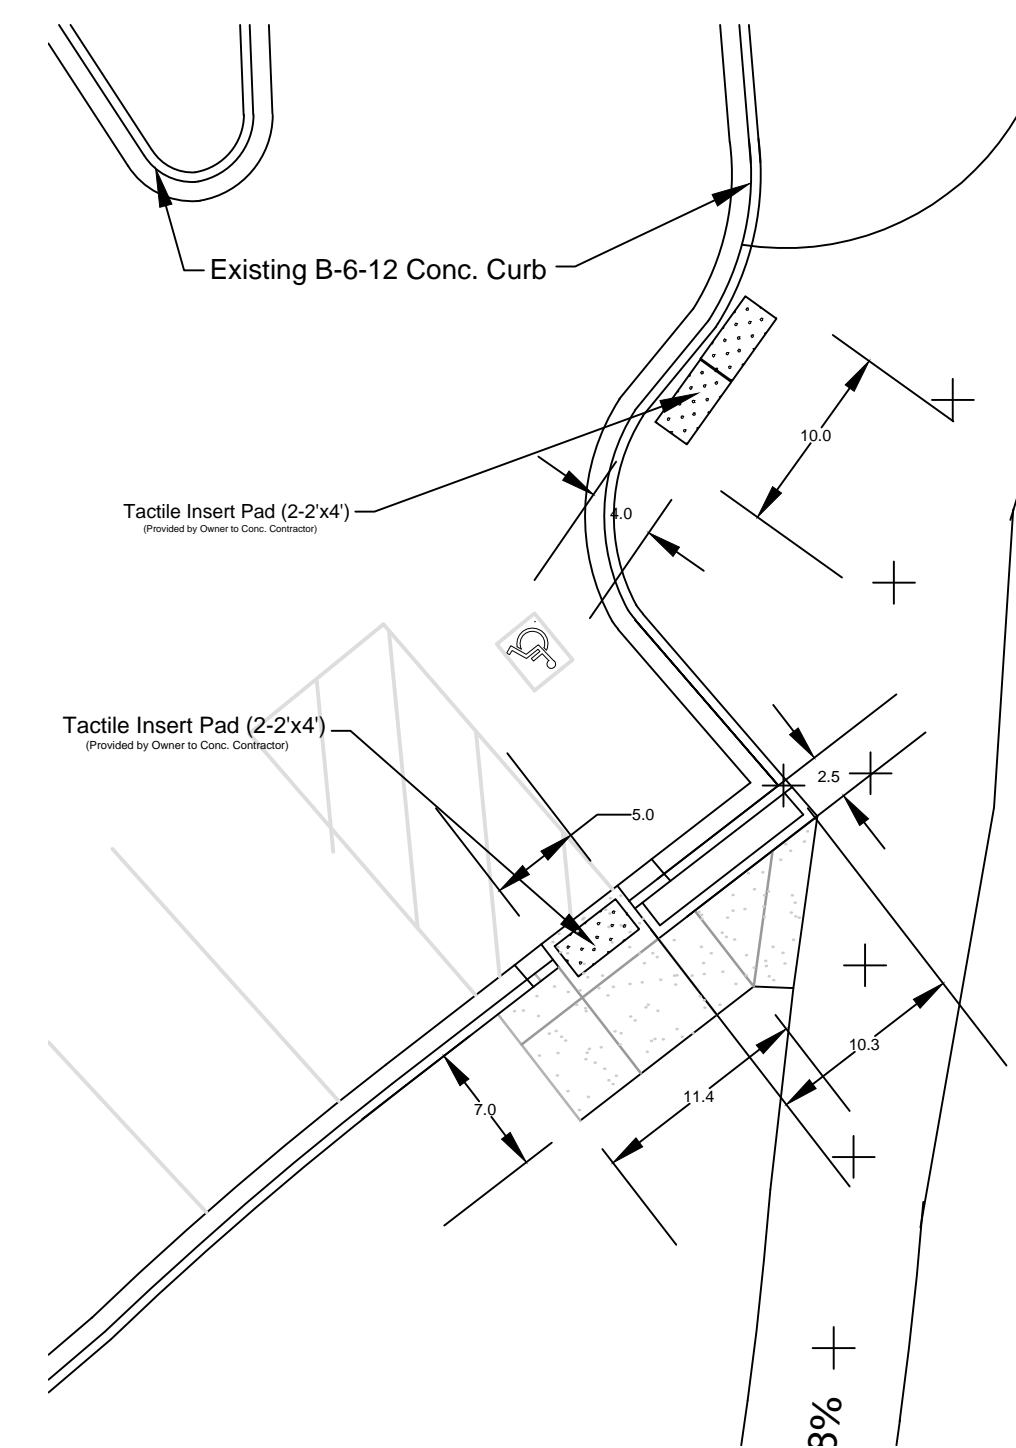 Existing B-6-12 Conc. Curb
10.0
Tactile Insert Pad (2-2'x4')
(Provided by Owner to Conc. Contractor)
4.0
Tactile Insert Pad (2-2'x4')
(Provided by Owner to Conc. Contractor)
2.5
5.0
10.3
11.4
7.0
8%